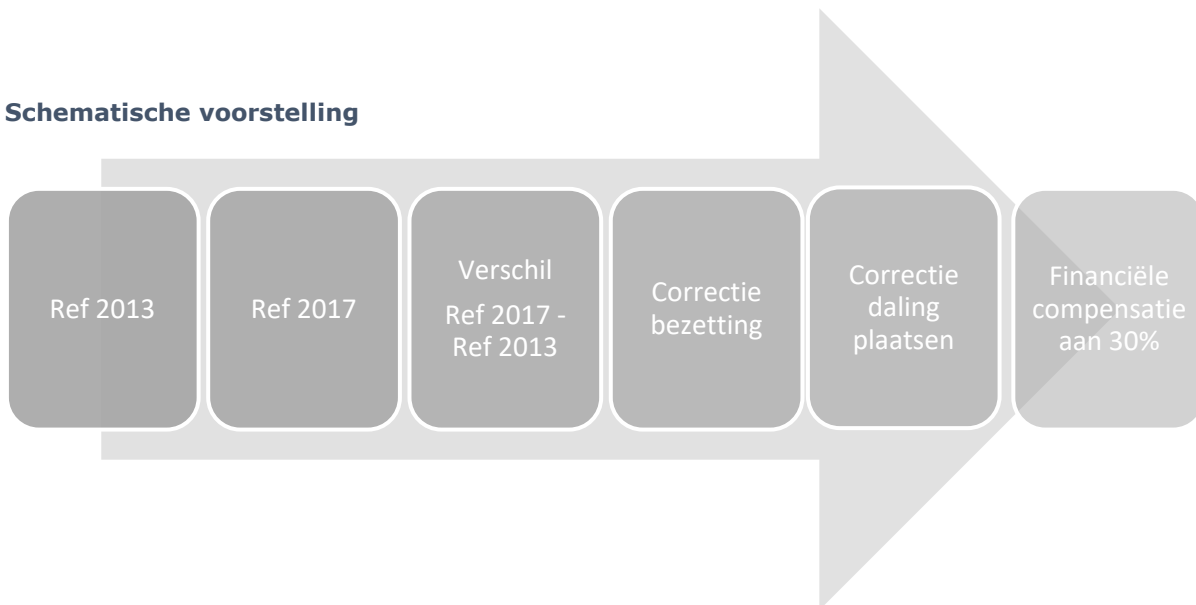 Schematische voorstelling
Ref 2013
Ref 2017
Verschil
Ref 2017 -
Ref 2013
Correctie
bezetting
Correctie
daling
plaatsen
Financiële
compensatie
aan 30%